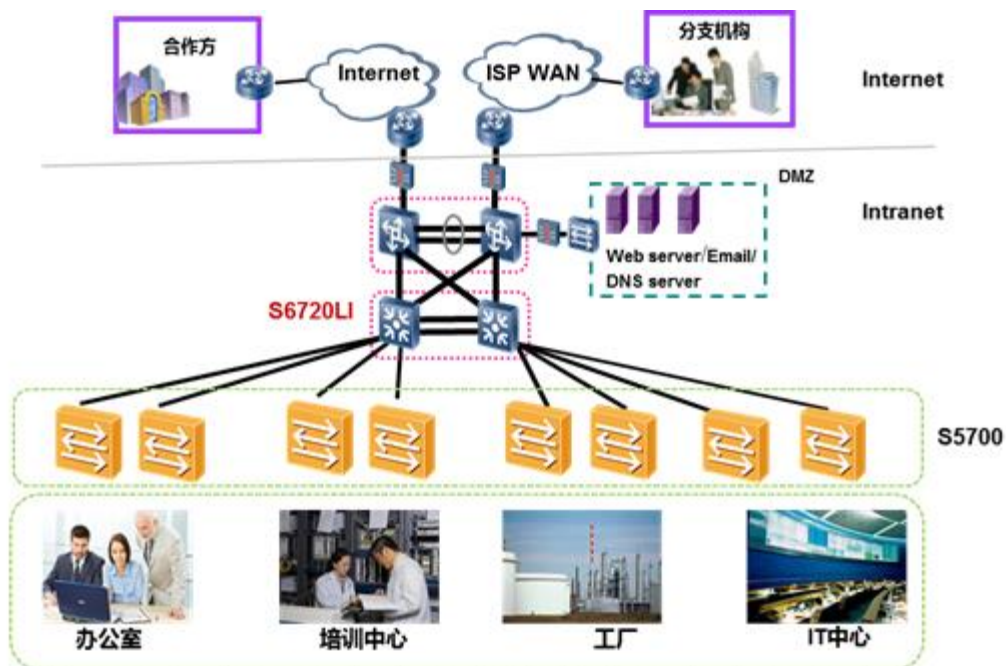 合作方
Internet
ISP WAN
分支机构
Internet
DMZ
Intranet
Web server/Email/
DNS server
S6720LI
S5700
办公室
培训中心
工厂
IT中心